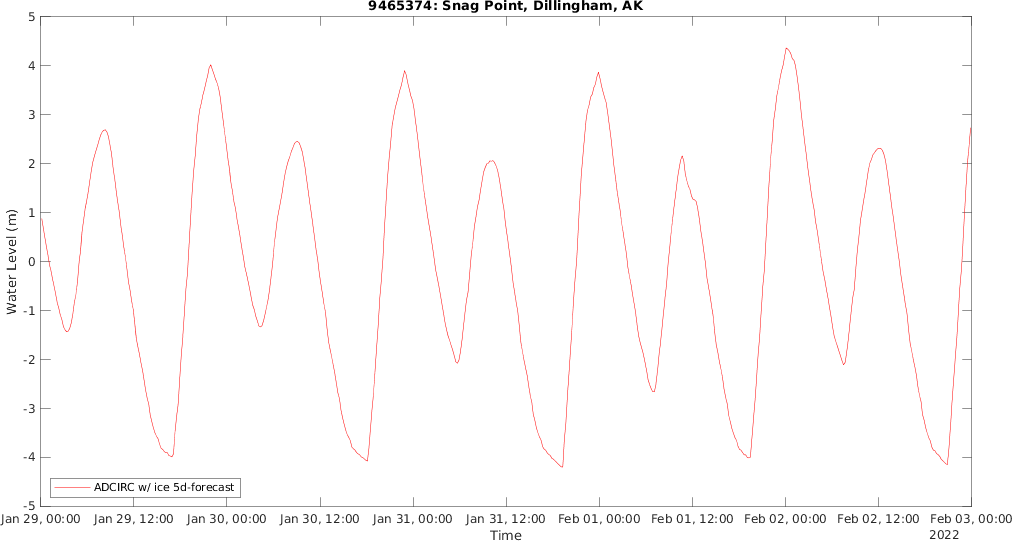 9465374: Snag Point, Dillingham, AK
5
4
3
2
1
0
-1
-2
-3
-4
-5
Water Level (m)
ADCIRC w/ ice 5d-forecast
Jan 29, 00:00 Jan 29, 12:00 Jan 30, 00:00 Jan 30, 12:00 Jan 31, 00:00 Jan 31, 12:00 Feb 01, 00:00 Feb 01, 12:00 Feb 02, 00:00 Feb 02, 12:00 Feb 03, 00:00
Time
2022